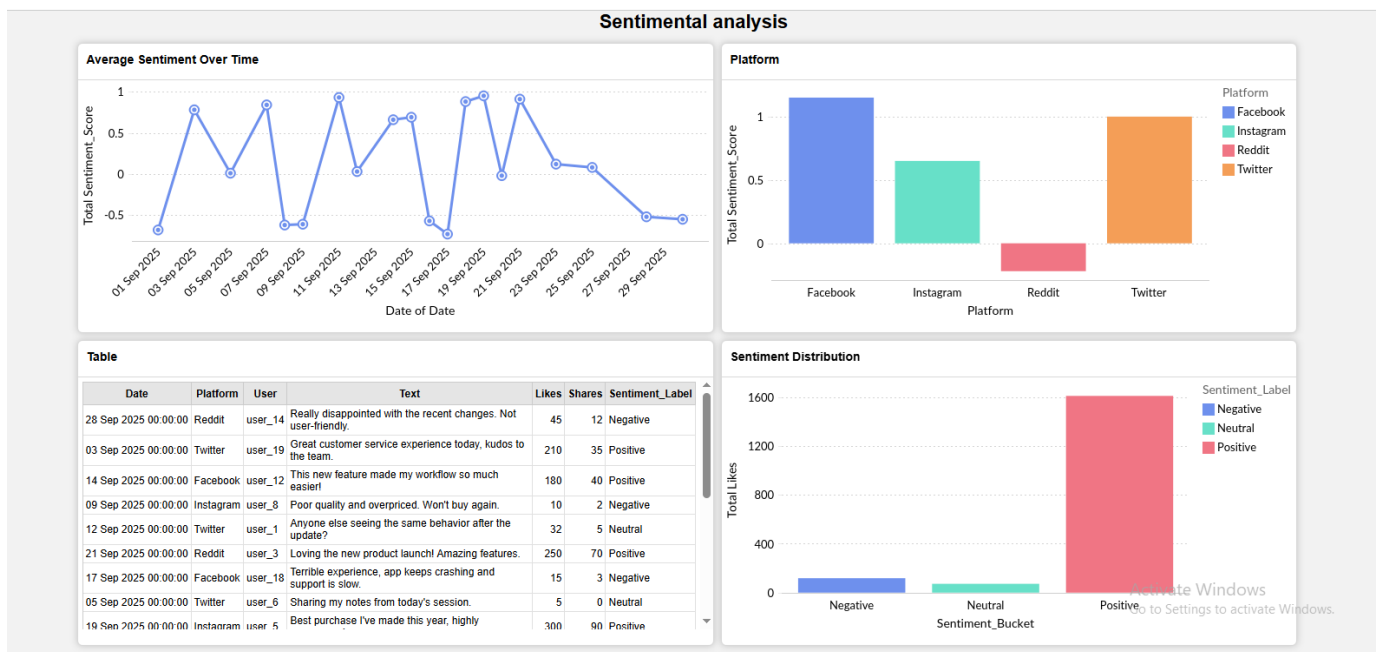 Sentimental analysis
Average Sentiment Over Time
Total Sentiment_Score
1
0.5
0
-0.5
01 Sep 2025
03 Sep 2025
05 Sep 2025
07 Sep 2025
09 Sep 2025
11 Sep 2025
13 Sep 2025
15 Sep 2025
17 Sep 2025
19 Sep 2025
21 Sep 2025
23 Sep 2025
25 Sep 2025
27 Sep 2025
29 Sep 2025
Date of Date
Platform
Total Sentiment_Score
1
0.5
0
Facebook Instagram Reddit Twitter
Platform
Platform
Facebook
Instagram
Reddit
Twitter
Table
Date Platform User Text Likes Shares Sentiment_Label
28 Sep 2025 00:00:00 Reddit user_14 Really disappointed with the recent changes. Not
user-friendly. 45 12 Negative
03 Sep 2025 00:00:00 Twitter user_19 Great customer service experience today, kudos to
the team. 210 35 Positive
14 Sep 2025 00:00:00 Facebook user_12 This new feature made my workflow so much
easier! 180 40 Positive
09 Sep 2025 00:00:00 Instagram user_8 Poor quality and overpriced. Won't buy again. 10 2 Negative
12 Sep 2025 00:00:00 Twitter user_1 Anyone else seeing the same behavior after the
update? 32 5 Neutral
21 Sep 2025 00:00:00 Reddit user_3 Loving the new product launch! Amazing features. 250 70 Positive
17 Sep 2025 00:00:00 Facebook user_18 Terrible experience, app keeps crashing and
support is slow. 15 3 Negative
05 Sep 2025 00:00:00 Twitter user_6 Sharing my notes from today's session. 5 0 Neutral
19 Sep 2025 00:00:00 Instagram user_5 Best purchase I've made this year, highly 300 90 Positive
Sentiment Distribution
Total Likes
1600
1200
800
400
0
Negative Neutral Positive
Sentiment_Bucket
Sentiment_Label
Negative
Neutral
Positive
Activate Windows
Go to Settings to activate Windows.